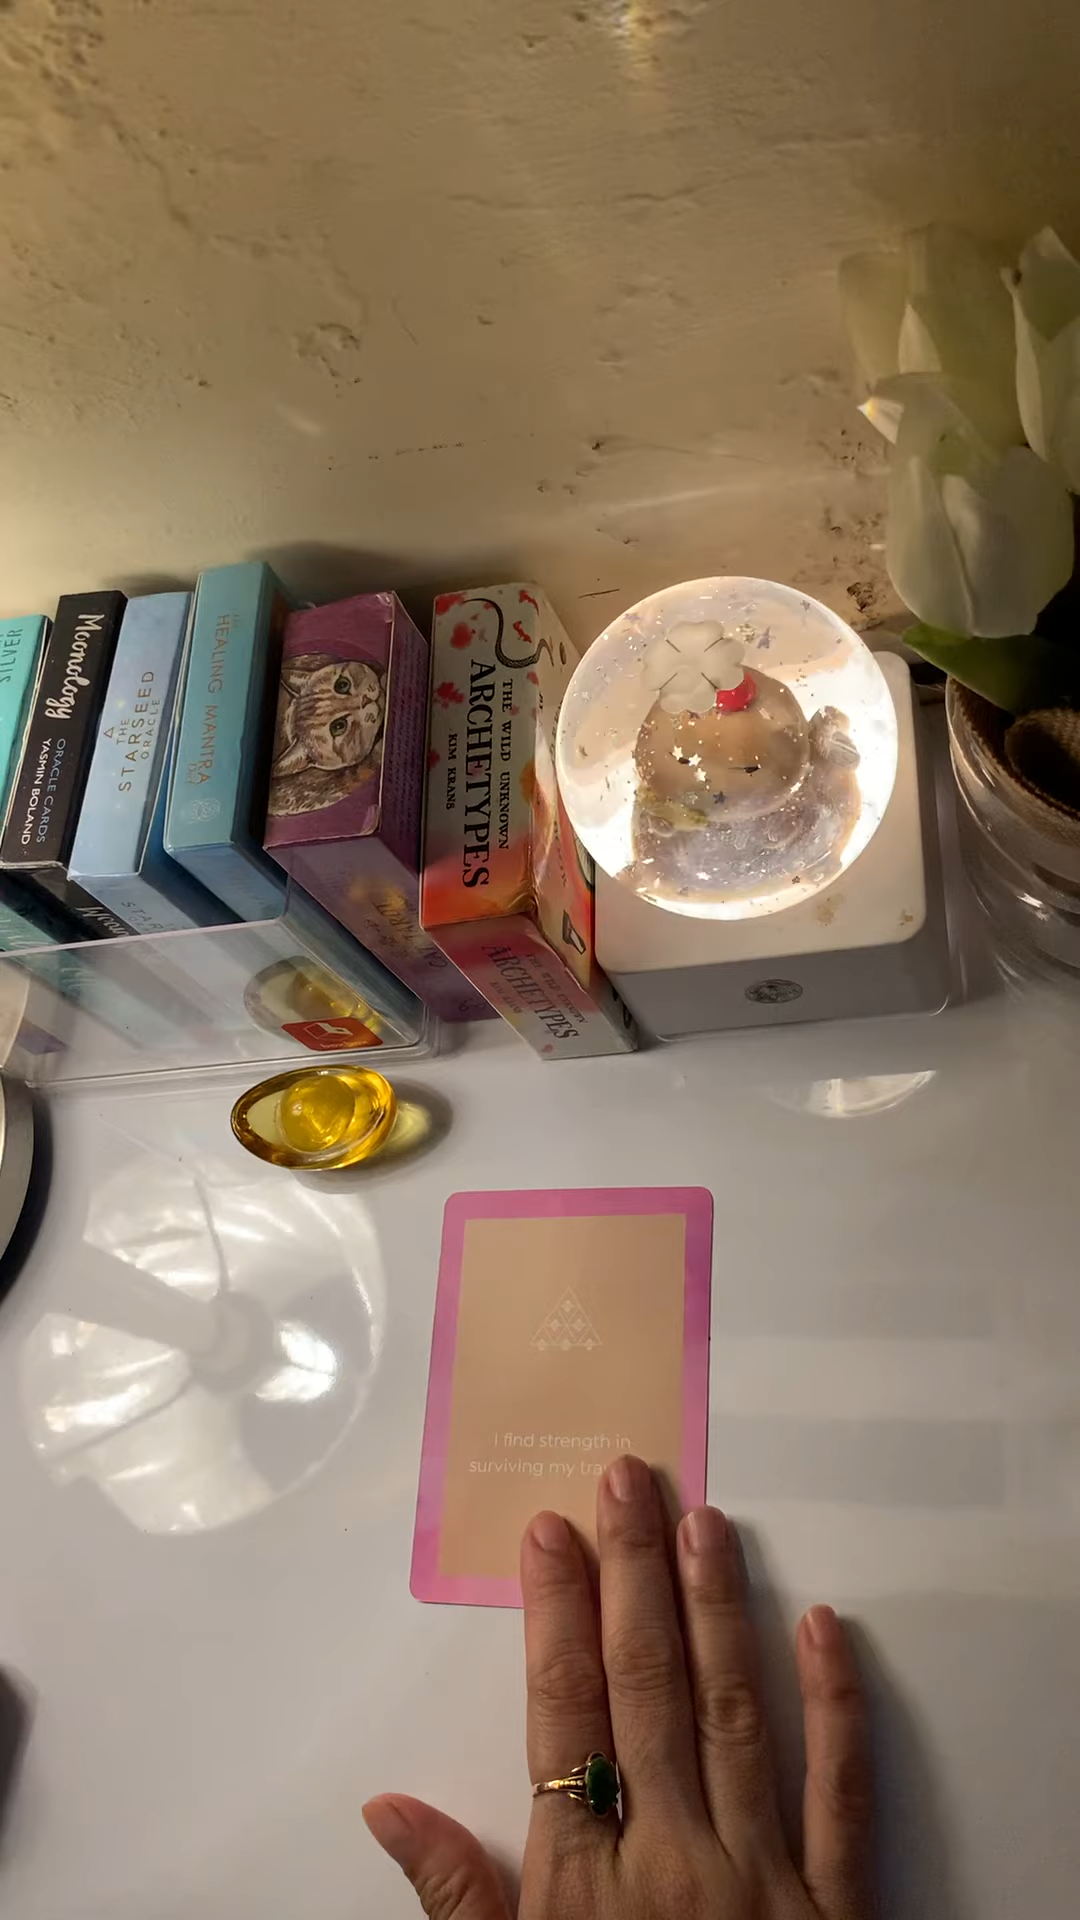 SILVER
Moonology
ORACLE CARDS
YASMIN BOLAND
THE
STARSEED
ORACLE
HEALING MANTRA
THE WILD UNKNOWN
ARCHETYPES
KIM KRANS
ARCHETYPES
I find strength in
surviving my